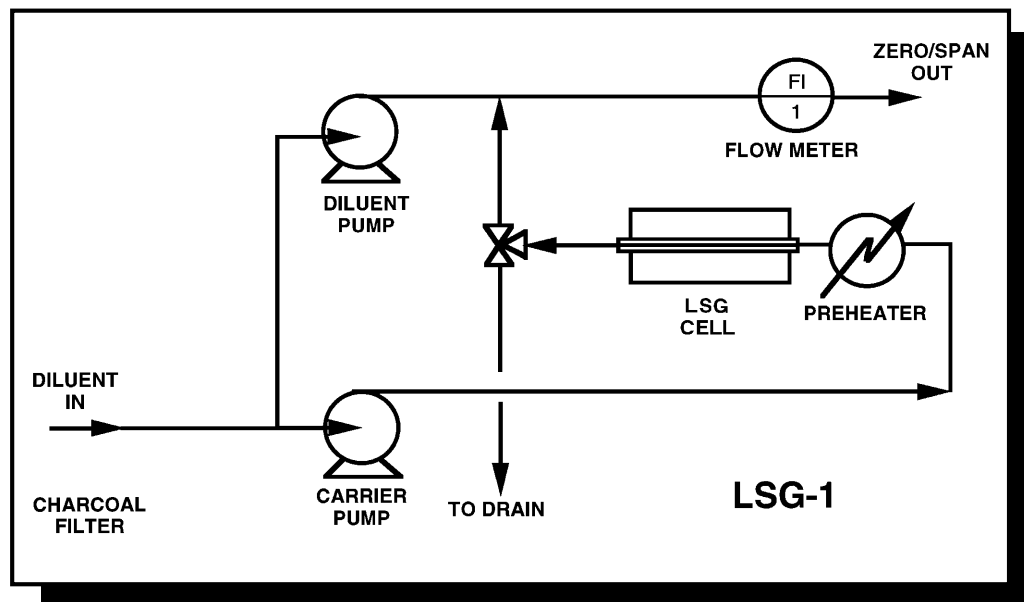 ZERO/SPAN
OUT
FI
1
FLOW METER
DILUENT
PUMP
LSG
CELL
PREHEATER
DILUENT
IN
CHARCOAL
FILTER
CARRIER
PUMP
TO DRAIN
LSG-1